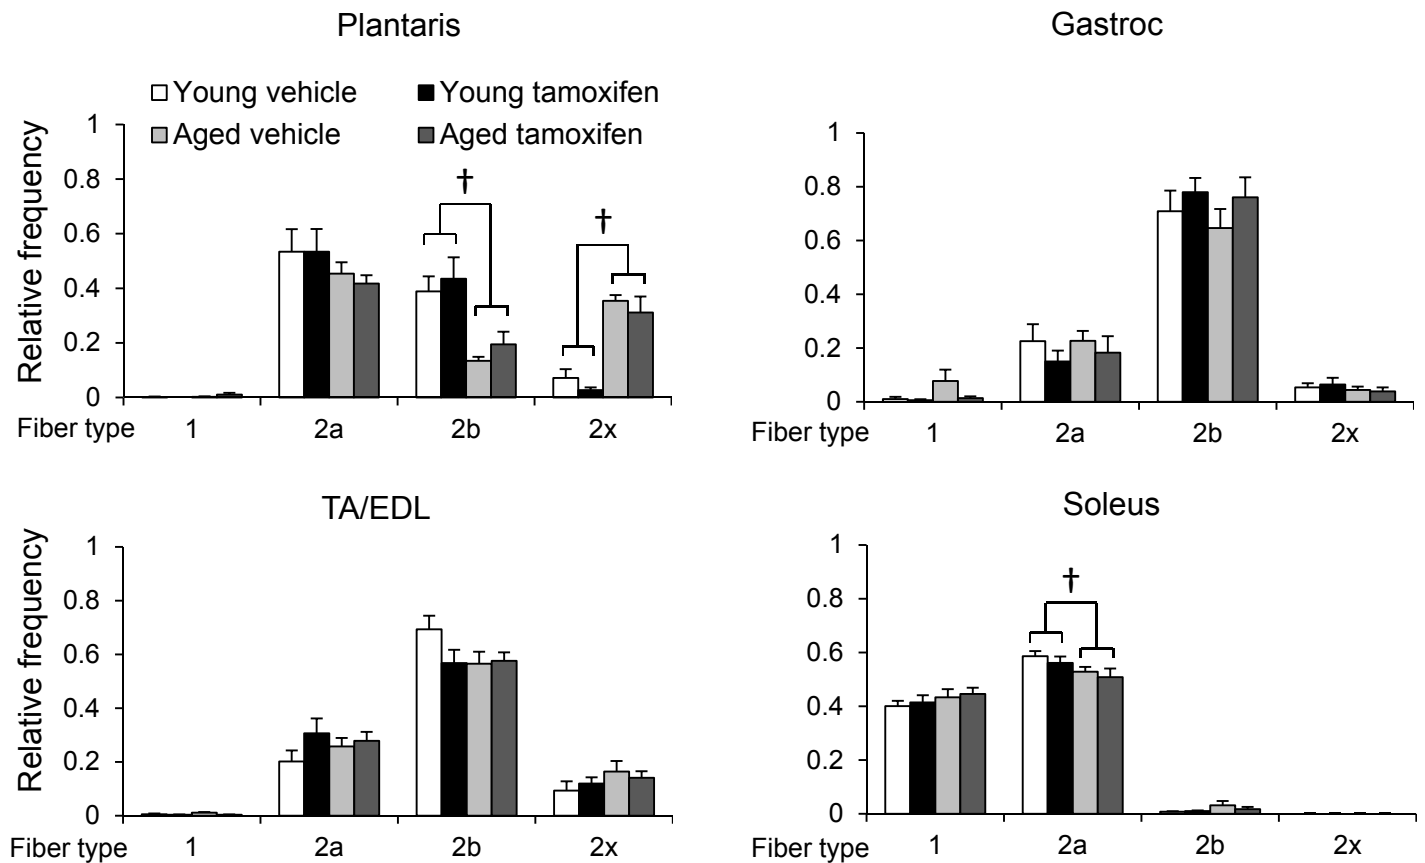 Plantaris
Young vehicle Young tamoxifen
Aged vehicle Aged tamoxifen
Relative frequency
1
0.8
0.6
0.4
0.2
0
† †
Fiber type 1 2a 2b 2x
Gastroc
1
0.8
0.6
0.4
0.2
0
Fiber type 1 2a 2b 2x
TA/EDL
Relative frequency
1
0.8
0.6
0.4
0.2
0
Fiber type 1 2a 2b 2x
Soleus
1
0.8
0.6
0.4
0.2
0
†
Fiber type 1 2a 2b 2x